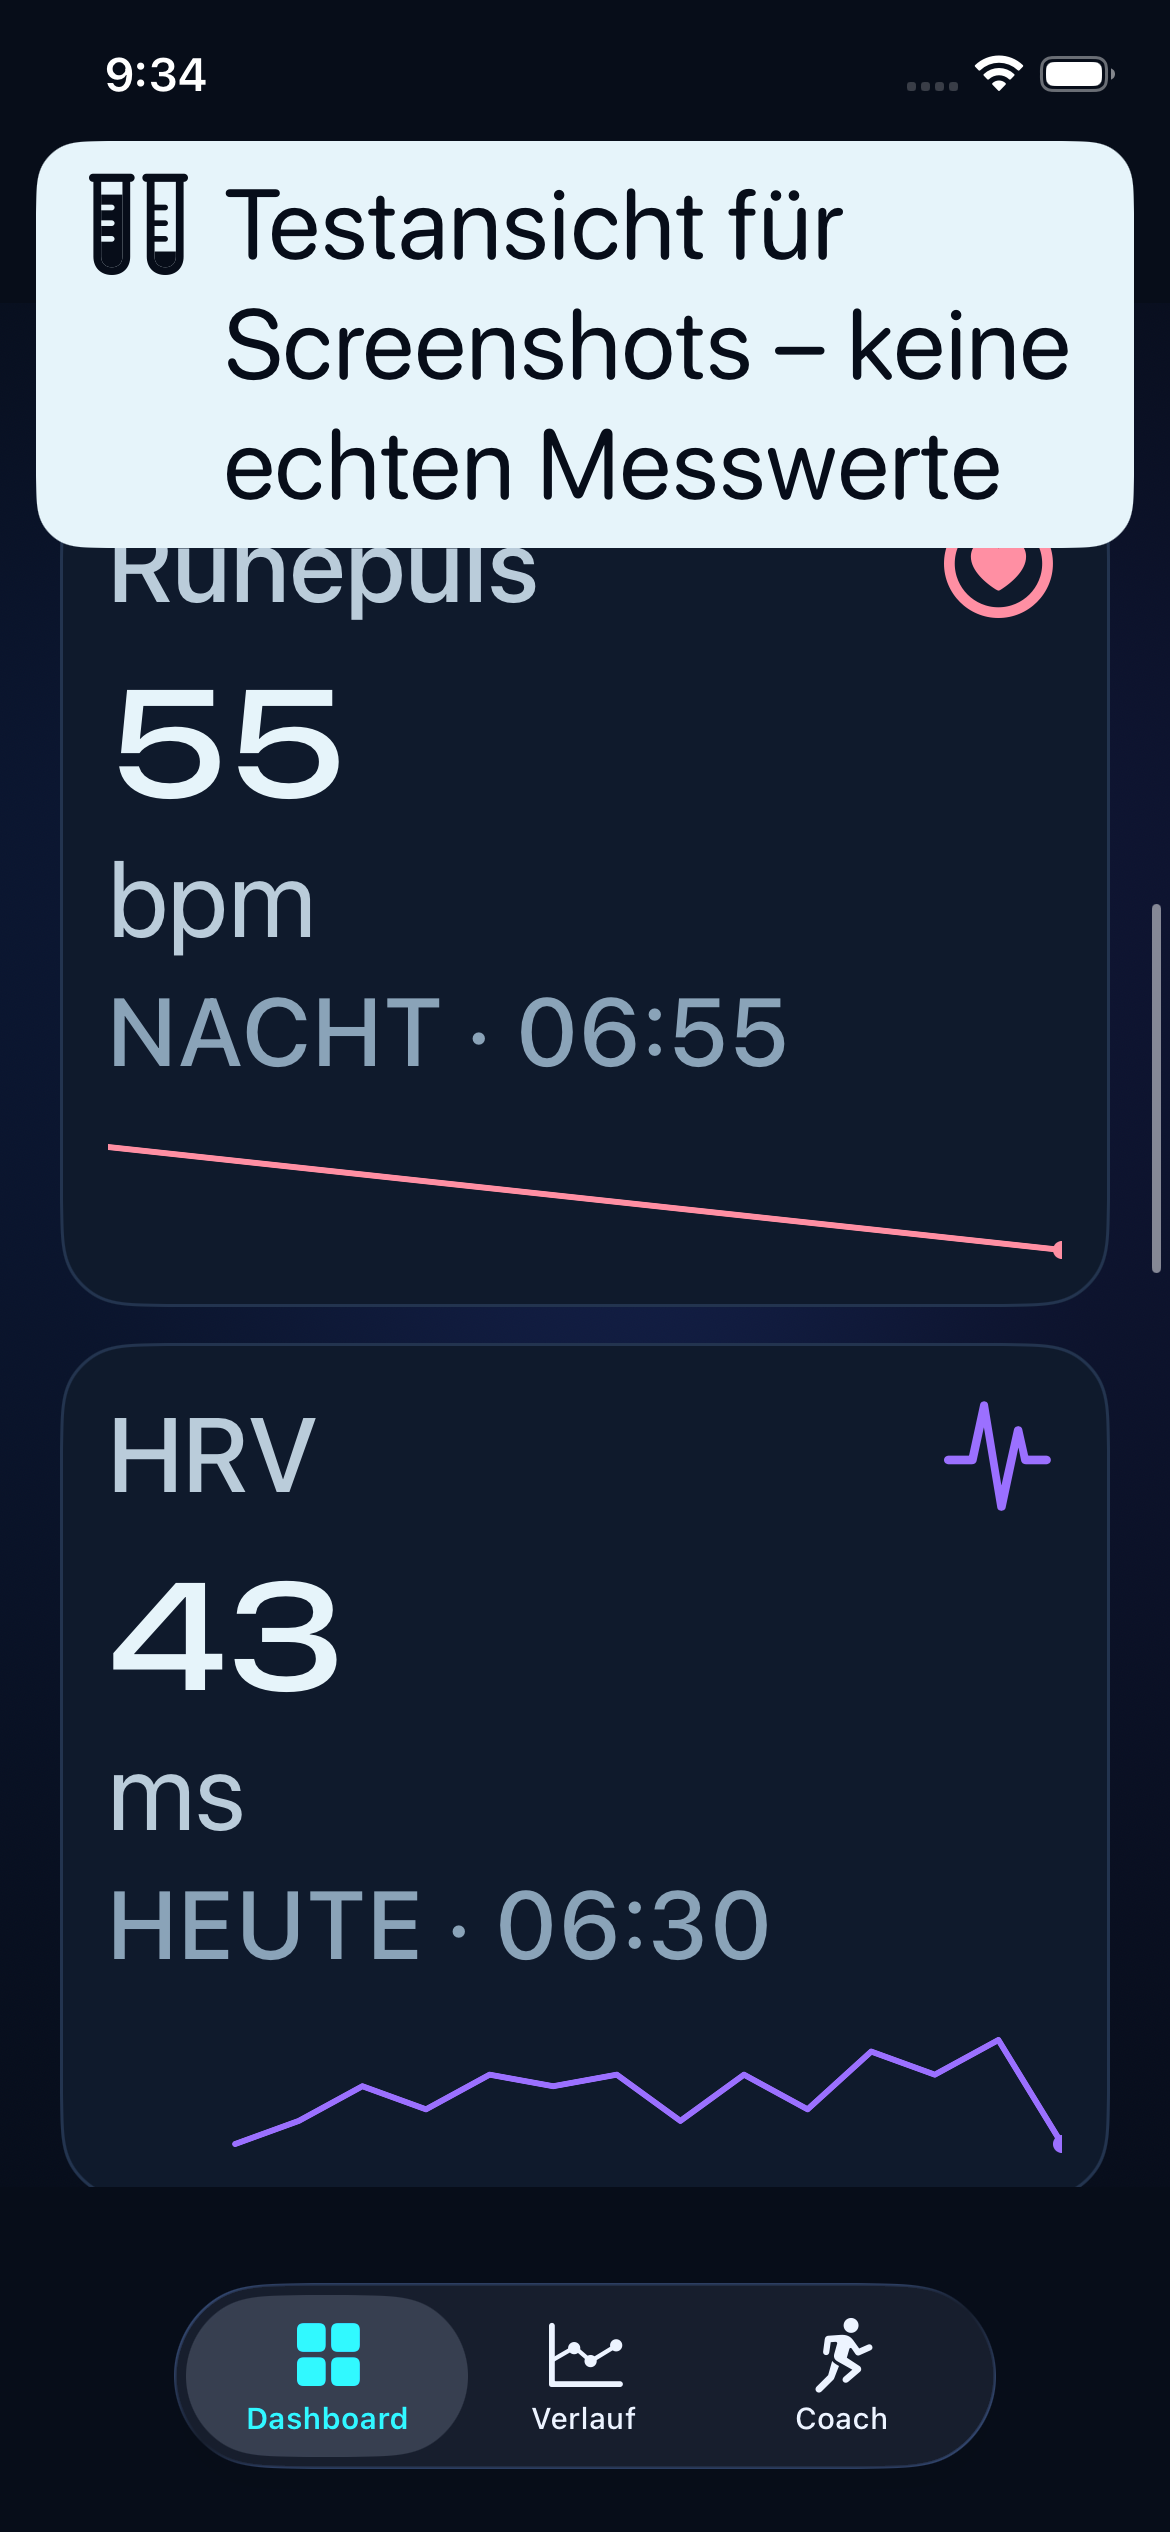 9:34
Testansicht für
Screenshots – keine
echten Messwerte
Ruhepuls
55
bpm
NACHT · 06:55
HRV
43
ms
HEUTE · 06:30
Dashboard
Verlauf
Coach